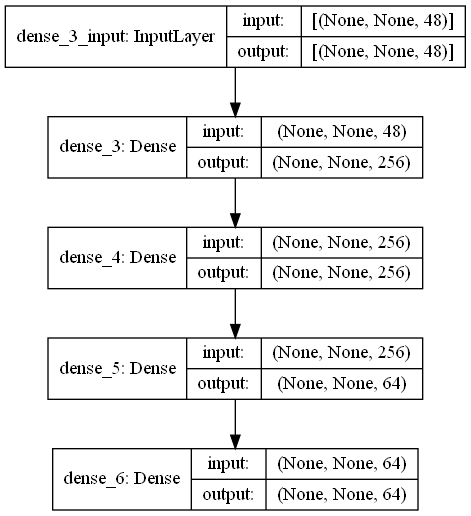 dense_3_input: InputLayer input: [(None, None, 48)]
output: [(None, None, 48)]
dense_3: Dense input: (None, None, 48)
output: (None, None, 256)
dense_4: Dense input: (None, None, 256)
output: (None, None, 256)
dense_5: Dense input: (None, None, 256)
output: (None, None, 64)
dense_6: Dense input: (None, None, 64)
output: (None, None, 64)